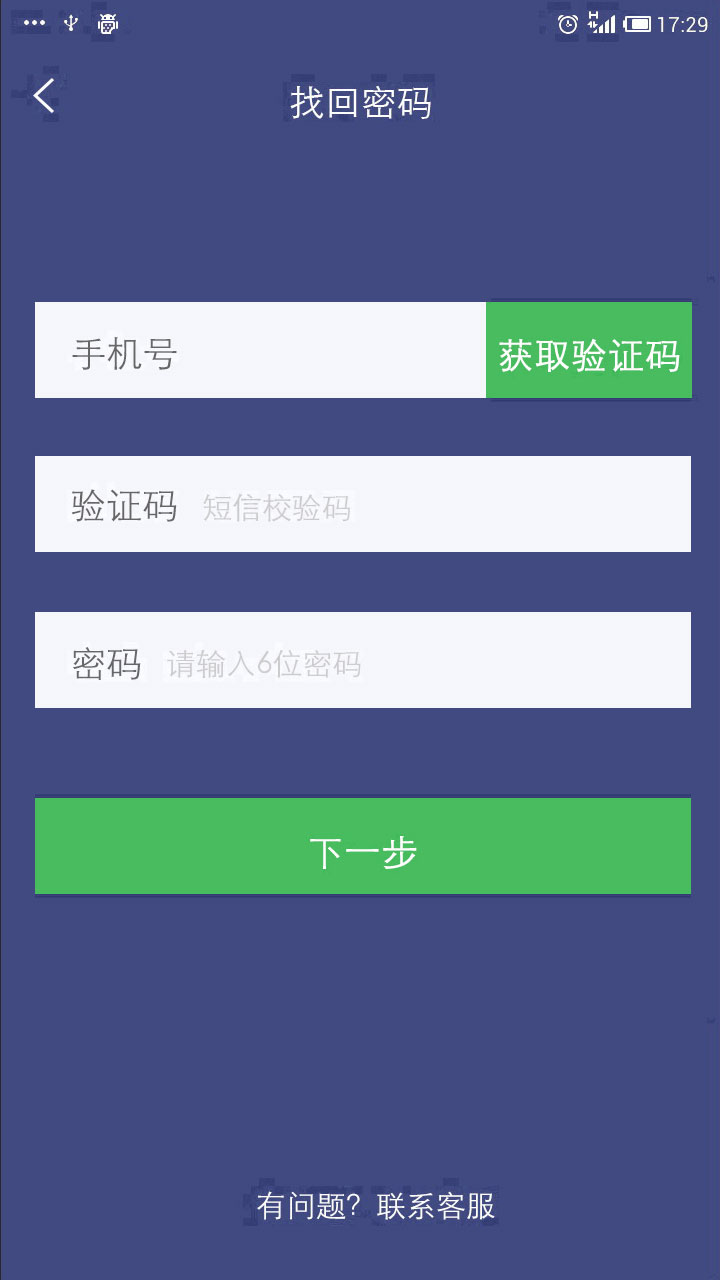 17:29
找回密码
手机号 获取验证码
验证码 短信校验码
密码 请输入6位密码
下一步
有问题？联系客服